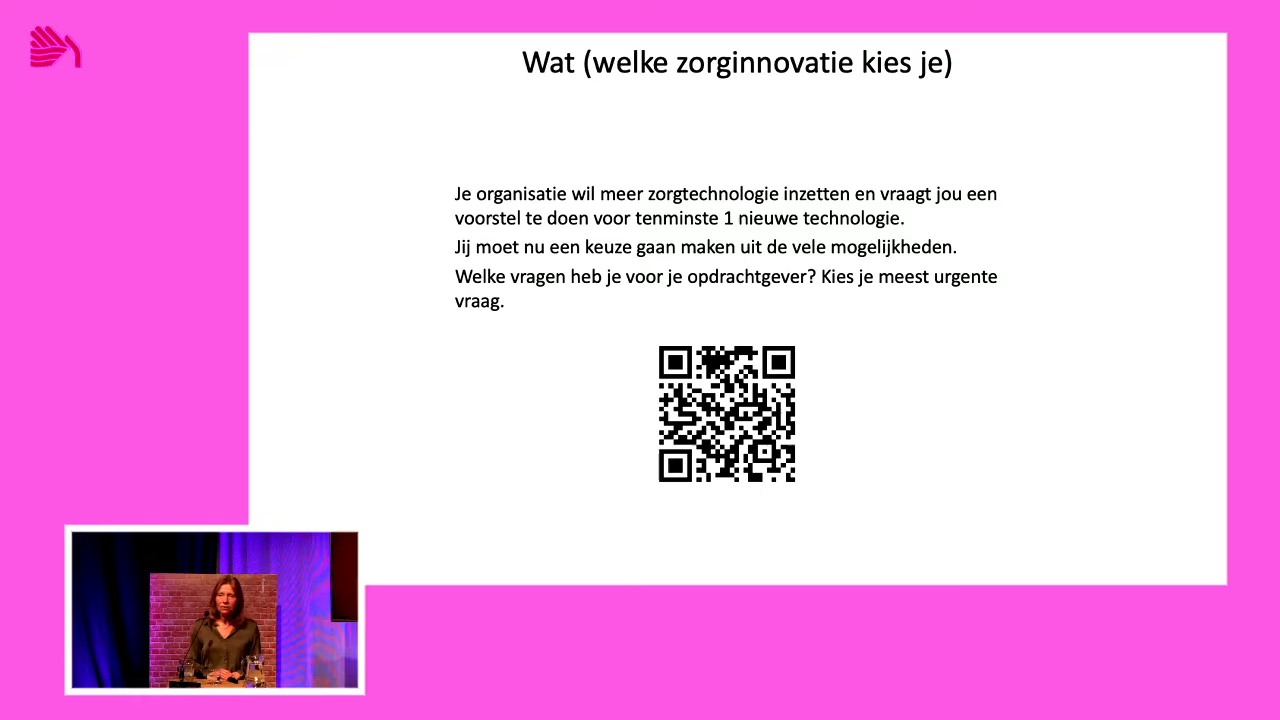 Wat (welke zorginnovatie kies je)
Je organisatie wil meer zorgtechnologie inzetten en vraagt jou een
voorstel te doen voor tenminste 1 nieuwe technologie.
Jij moet nu een keuze gaan maken uit de vele mogelijkheden.
Welke vragen heb je voor je opdrachtgever? Kies je meest urgente
vraag.